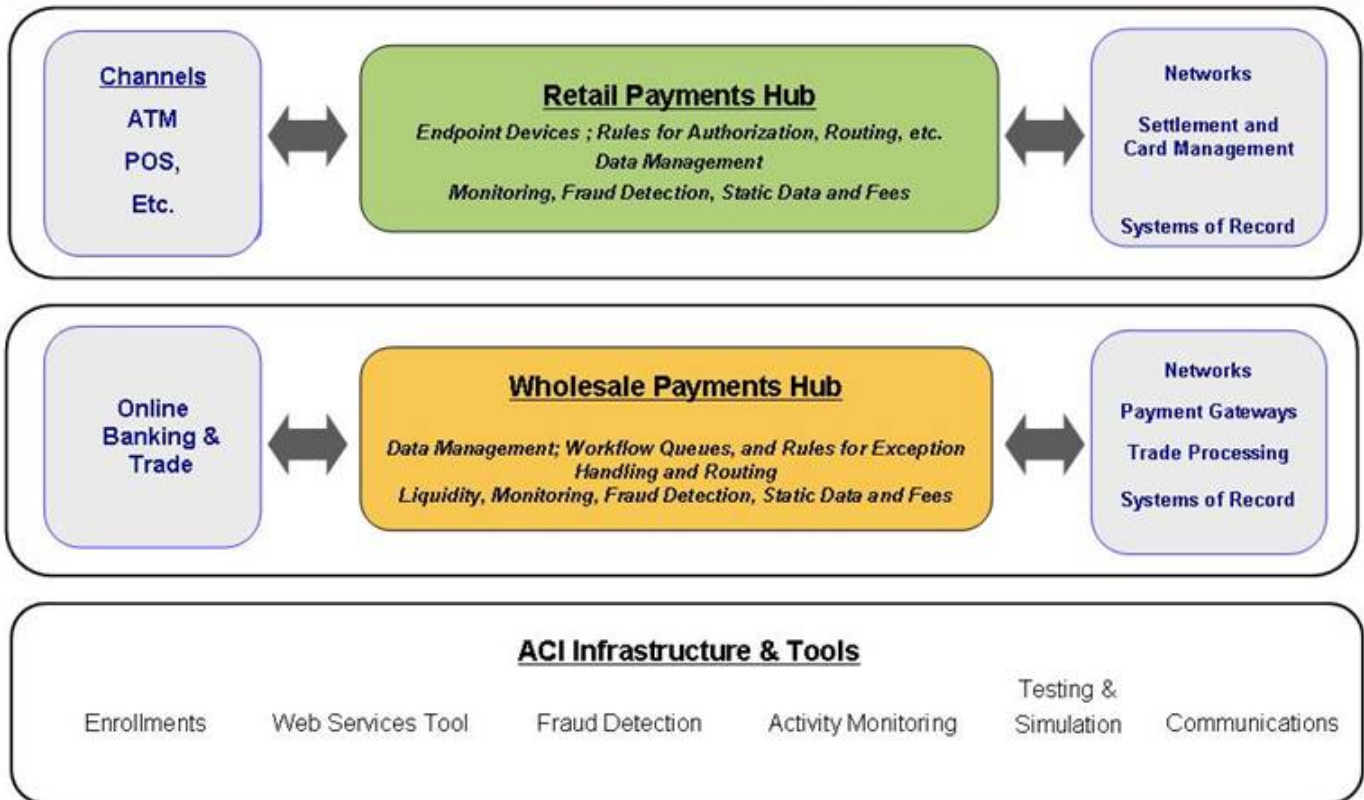 Channels
ATM
POS,
Etc.
Retail Payments Hub
Endpoint Devices ; Rules for Authorization, Routing, etc.
Data Management
Monitoring, Fraud Detection, Static Data and Fees
Networks
Settlement and
Card Management
Systems of Record
Online
Banking &
Trade
Wholesale Payments Hub
Data Management; Workflow Queues, and Rules for Exception
Handling and Routing
Liquidity, Monitoring, Fraud Detection, Static Data and Fees
Networks
Payment Gateways
Trade Processing
Systems of Record
ACI Infrastructure & Tools
Enrollments
Web Services Tool
Fraud Detection
Activity Monitoring
Testing &
Simulation
Communications